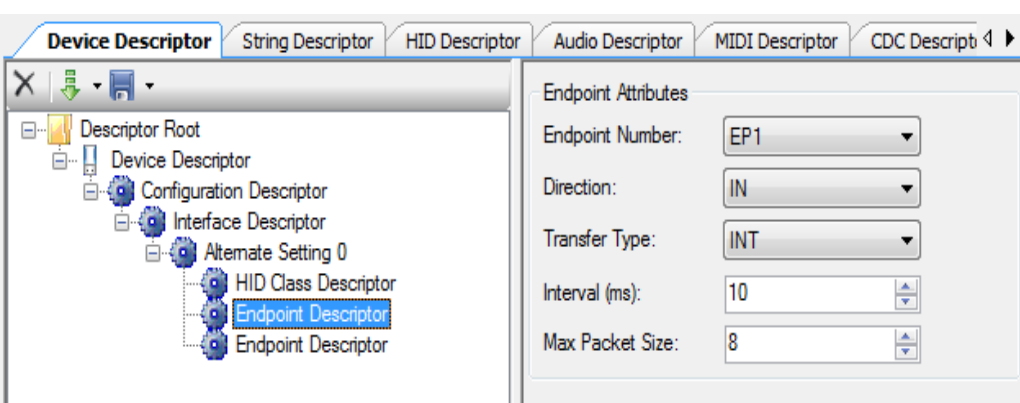 Device Descriptor String Descriptor HID Descriptor Audio Descriptor MIDI Descriptor CDC Descripto
Descriptor Root
Device Descriptor
Configuration Descriptor
Interface Descriptor
Alternate Setting 0
HID Class Descriptor
Endpoint Descriptor
Endpoint Descriptor
Endpoint Attributes
Endpoint Number: EP1
Direction: IN
Transfer Type: INT
Interval (ms): 10
Max Packet Size: 8